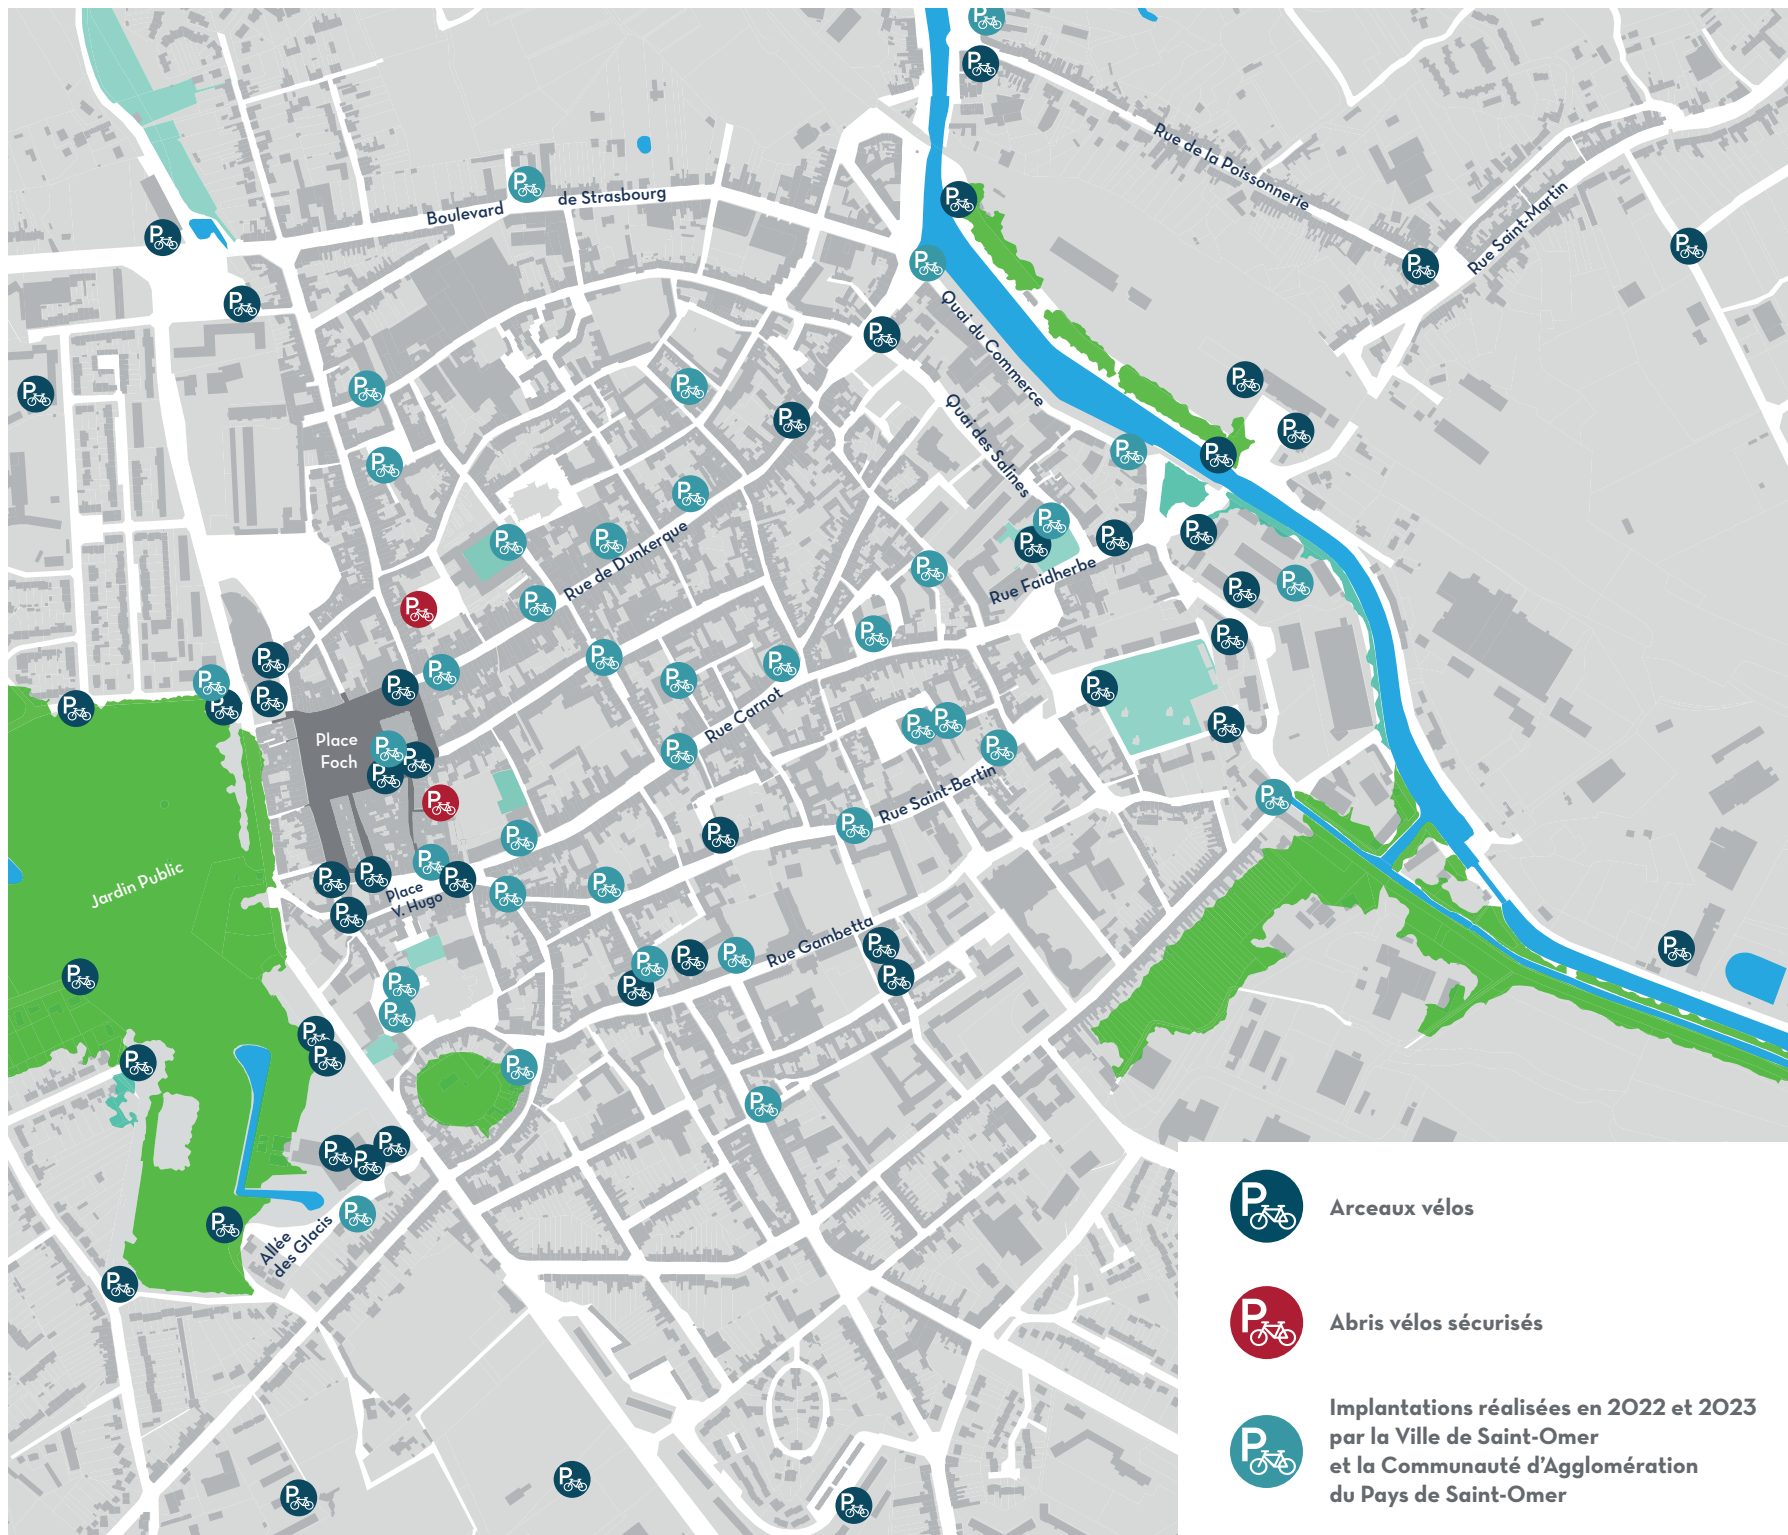 Rue de la Poissonnerie
Boulevard
de Strasbourg
Rue Saint-Martin
Quai du Commerce
Quai des Salines
Rue de Dunkerque
Rue Faidherbe
Place
Foch
Rue Carnot
Rue Saint-Bertin
Jardin Public
Place
V. Hugo
Rue Gambetta
Allée
des Glacis
P
Arceaux vélos
P
Abris vélos sécurisés
P
Implantations réalisées en 2022 et 2023
par la Ville de Saint-Omer
et la Communauté d'Agglomération
du Pays de Saint-Omer